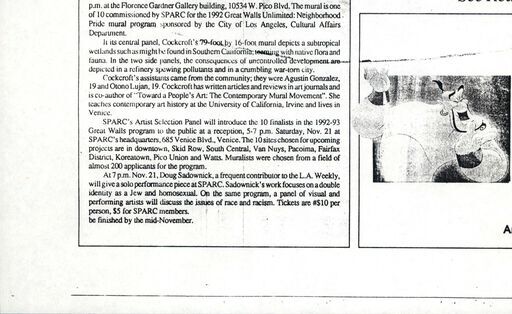 p.m. at the Florence Gardner Gallery building, 10534 W. Pico Blvd. The mural is one
of 10 commissioned by SPARC for the 1992 Great Walls Unlimited: Neighborhood
Pride mural program sponsored by the City of Los Angeles, Cultural Affairs
Department.
In its central panel, Cockcroft's 79-foot by 16-foot mural depicts a subtropical
wetlands such as might be found in Southern California, teeming with native flora and
fauna. In the two side panels, the consequences of uncontrolled development are
depicted in a refinery spewing pollutants and in a crumbling war-torn city.
Cockcroft's assistants came from the community; they were Agustin Gonzalez,
19 and Otono Lujan, 19. Cockcroft has written articles and reviews in art journals and
is co-author of "Toward a People's Art: The Contemporary Mural Movement". She
teaches contemporary art history at the University of California, Irvine and lives in
Venice.
SPARC's Artist Selection Panel will introduce the 10 finalists in the 1992-93
Great Walls program to the public at a reception, 5-7 p.m. Saturday, Nov. 21 at
SPARC's headquarters, 685 Venice Blvd., Venice. The 10 sites chosen for upcoming
projects are in downtown, Skid Row, South Central, Van Nuys, Pacoima, Fairfax
District, Koreatown, Pico Union and Watts. Muralists were chosen from a field of
almost 200 applicants for the program.
At 7 p.m. Nov. 21, Doug Sadownick, a frequent contributor to the L.A. Weekly,
will give a solo performance piece at SPARC. Sadownick's work focuses on a double
identity as a Jew and homosexual. On the same program, a panel of visual and
performing artists will discuss the issues of race and racism. Tickets are #$10 per
person, $5 for SPARC members.
be finished by the mid-November.